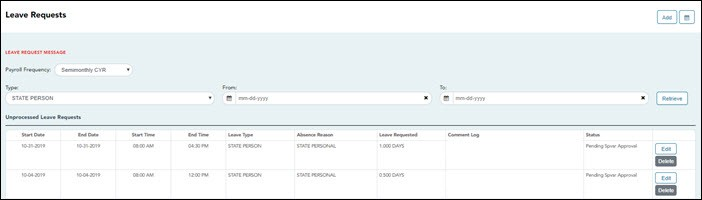 Leave Requests
Add
LEAVE REQUEST MESSAGE
Payroll Frequency: Semimonthly CYR
Type: From: To:
STATE PERSON mm-dd-yyyy mm-dd-yyyy Retrieve
Unprocessed Leave Requests
Start Date End Date Start Time End Time Leave Type Absence Reason Leave Requested Comment Log Status
10-31-2019 10-31-2019 08:00 AM 04:30 PM STATE PERSON STATE PERSONAL 1.000 DAYS Pending Spvsr Approval Edit
Delete
10-04-2019 10-04-2019 08:00 AM 12:00 PM STATE PERSON STATE PERSONAL 0.500 DAYS Pending Spvsr Approval Edit
Delete